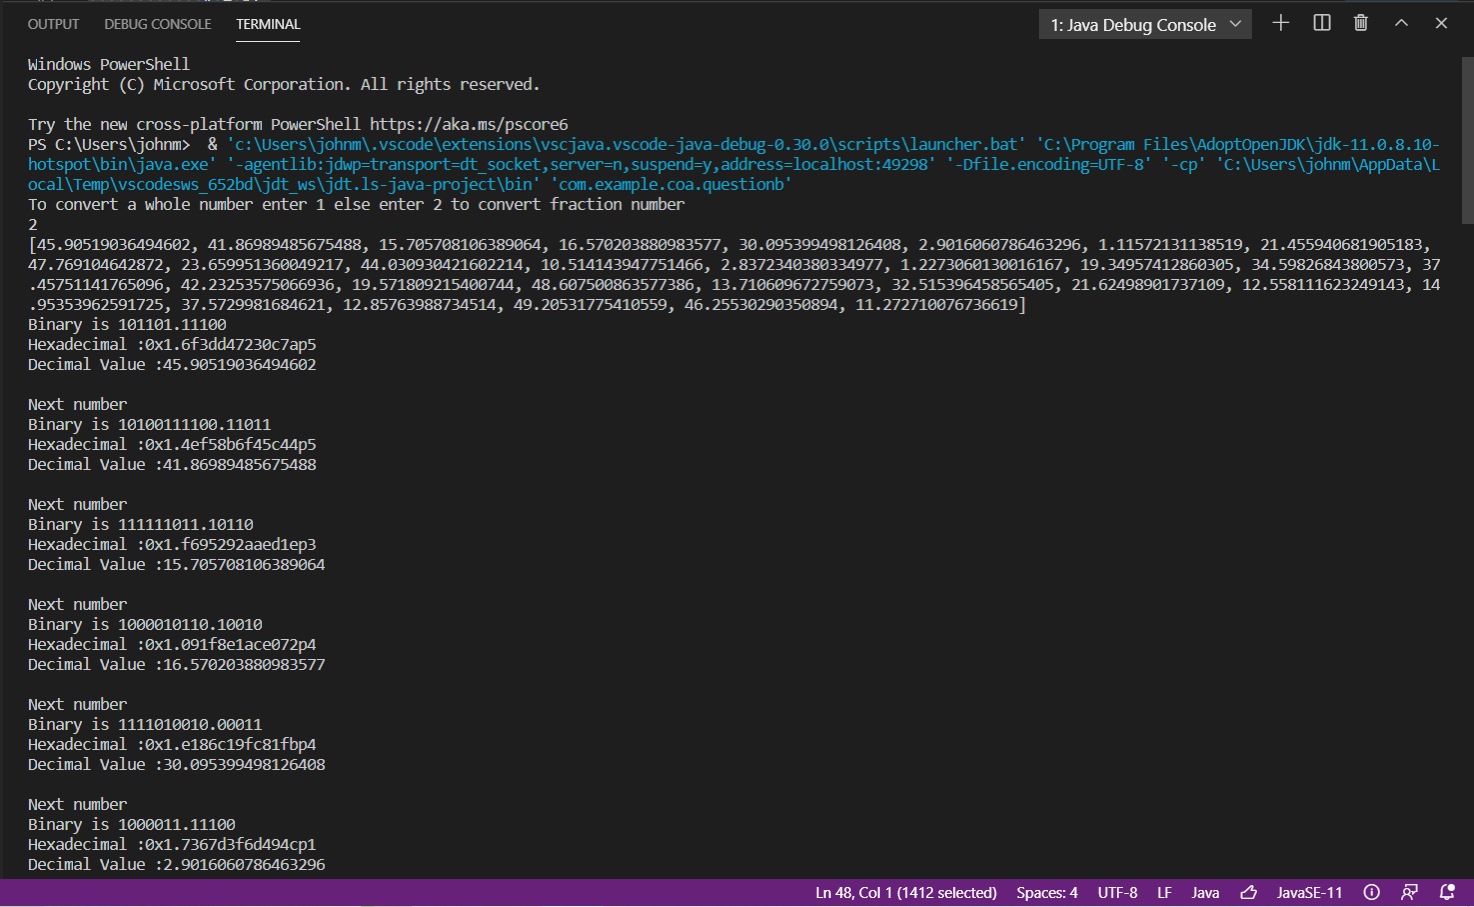 OUTPUT DEBUG CONSOLE TERMINAL 1: Java Debug Console
Windows PowerShell
Copyright (C) Microsoft Corporation. All rights reserved.
Try the new cross-platform PowerShell https://aka.ms/pscore6
PS C:\Users\johnm>  & 'c:\Users\johnm\.vscode\extensions\vscjava.vscode-java-debug-0.30.0\scripts\launcher.bat' 'C:\Program Files\AdoptOpenJDK\jdk-11.0.8.10-
hotspot\bin\java.exe' '-agentlib:jdwp=transport=dt_socket,server=n,suspend=y,address=localhost:49298' '-Dfile.encoding=UTF-8' '-cp' 'C:\Users\johnm\AppData\L
ocal\Temp\vscodesws_652bd\jdt_ws\jdt.ls-java-project\bin' 'com.example.coa.questionb'
To convert a whole number enter 1 else enter 2 to convert fraction number
2
[45.90519036494602, 41.86989485675488, 15.705708106389064, 16.570203880983577, 30.095399498126408, 2.9016060786463296, 1.11572131138519, 21.455940681905183,
47.769104642872, 23.659951360049217, 44.030930421602214, 10.514143947751466, 2.8372340380334977, 1.2273060130016167, 19.34957412860305, 34.59826843800573, 37
.45751141765096, 42.23253575066936, 19.571809215400744, 48.607500863577386, 13.710609672759073, 32.515396458565405, 21.62498901737109, 12.558111623249143, 14
.95353962591725, 37.5729981684621, 12.85763988734514, 49.20531775410559, 46.25530290350894, 11.272710076736619]
Binary is 101101.11100
Hexadecimal :0x1.6f3dd47230c7ap5
Decimal Value :45.90519036494602
Next number
Binary is 10100111100.11011
Hexadecimal :0x1.4ef58b6f45c44p5
Decimal Value :41.86989485675488
Next number
Binary is 111111011.10110
Hexadecimal :0x1.f695292aaed1ep3
Decimal Value :15.705708106389064
Next number
Binary is 1000010110.10010
Hexadecimal :0x1.091f8e1ace072p4
Decimal Value :16.570203880983577
Next number
Binary is 1111010010.00011
Hexadecimal :0x1.e186c19fc81fbp4
Decimal Value :30.095399498126408
Next number
Binary is 1000011.11100
Hexadecimal :0x1.7367d3f6d494cp1
Decimal Value :2.9016060786463296
Ln 48, Col 1 (1412 selected) Spaces: 4 UTF-8 LF Java JavaSE-11